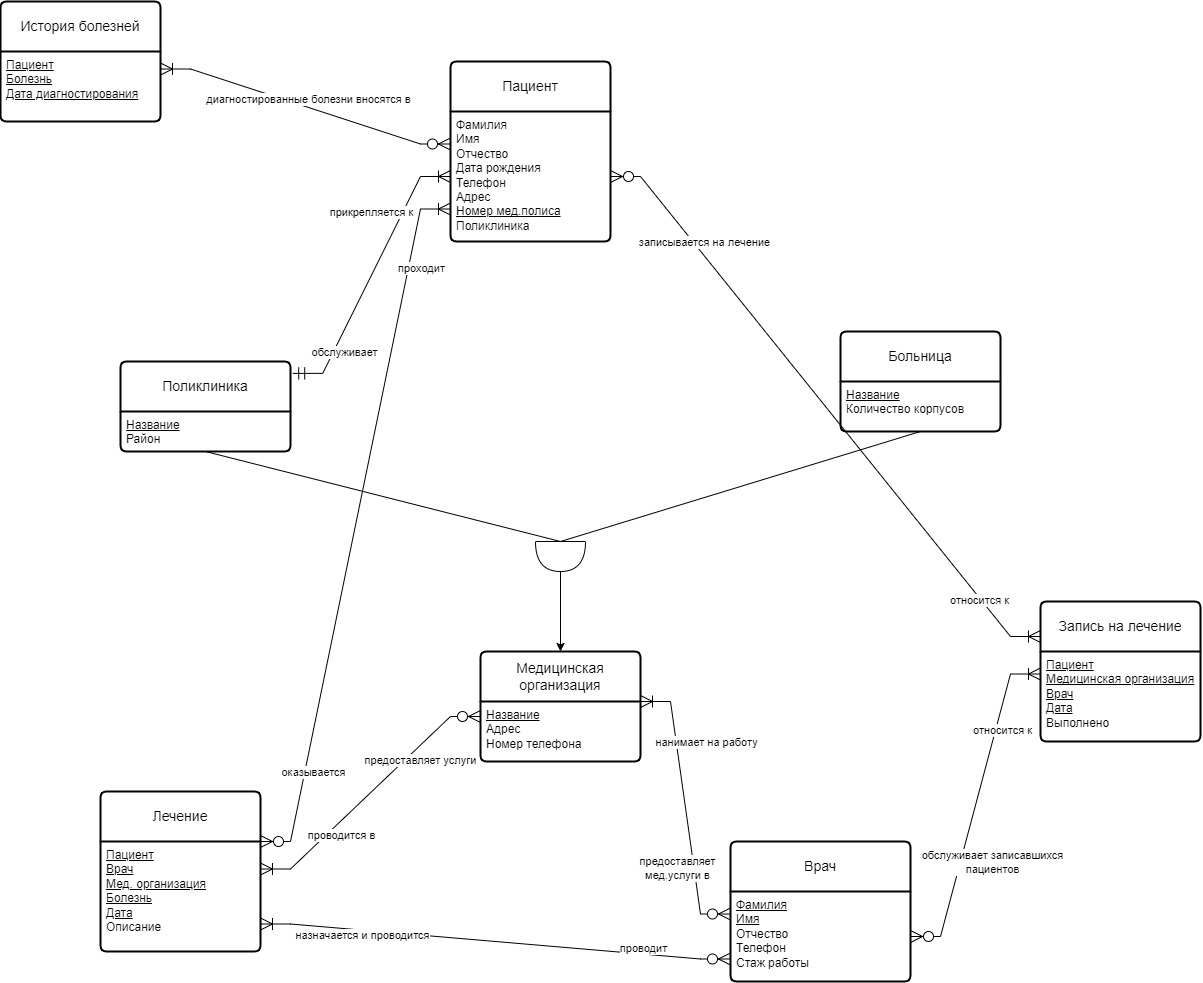 История болезней
Пациент
Болезнь
Дата диагностирования
диагностированные болезни вносятся в
Пациент
Фамилия
Имя
Отчество
Дата рождения
Телефон
Адрес
Номер мед.полиса
Поликлиника
прикрепляется к
проходит
записывается на лечение
обслуживает
Поликлиника
Название
Район
Больница
Название
Количество корпусов
относится к
Запись на лечение
Пациент
Медицинская организация
Врач
Дата
Выполнено
относится к
Медицинская
организация
Название
Адрес
Номер телефона
нанимает на работу
предоставляет услуги
оказывается
проводится в
Лечение
Пациент
Врач
Мед. организация
Болезнь
Дата
Описание
назначается и проводится
проводит
предоставляет
мед.услуги в
Врач
Фамилия
Имя
Отчество
Телефон
Стаж работы
обслуживает записавшихся
пациентов